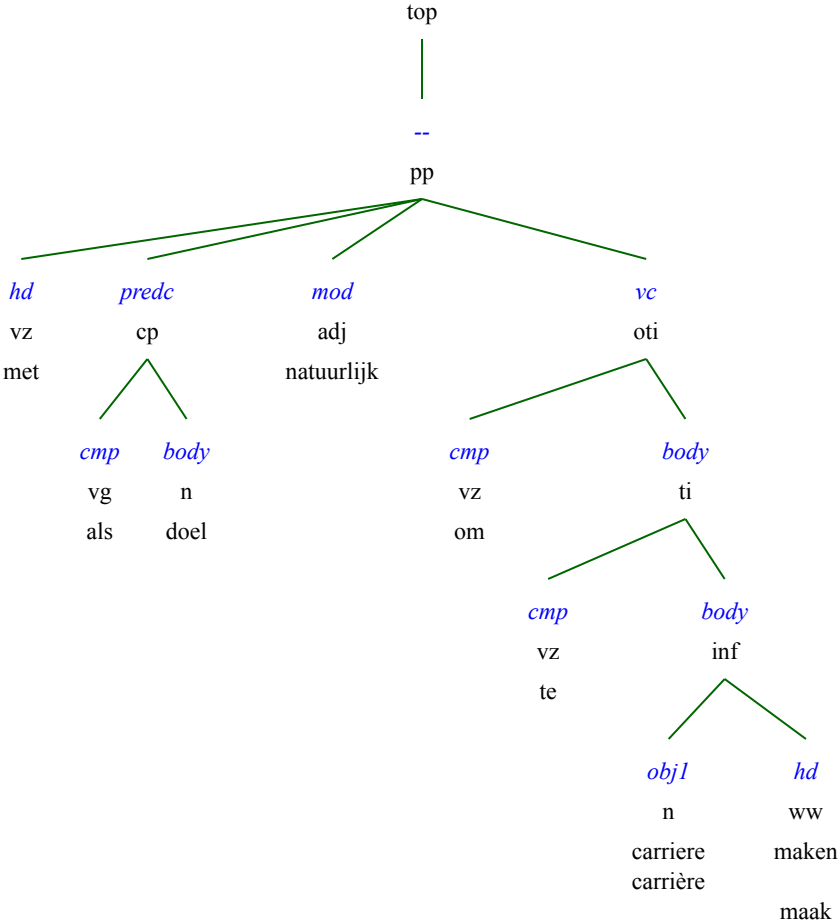 top
--
pp
hd predc mod vc
vz cp adj oti
met natuurlijk
cmp body cmp body
vg n vz ti
als doel om
cmp body
vz inf
te
obj1 hd
n ww
carriere maken
carrière
maak